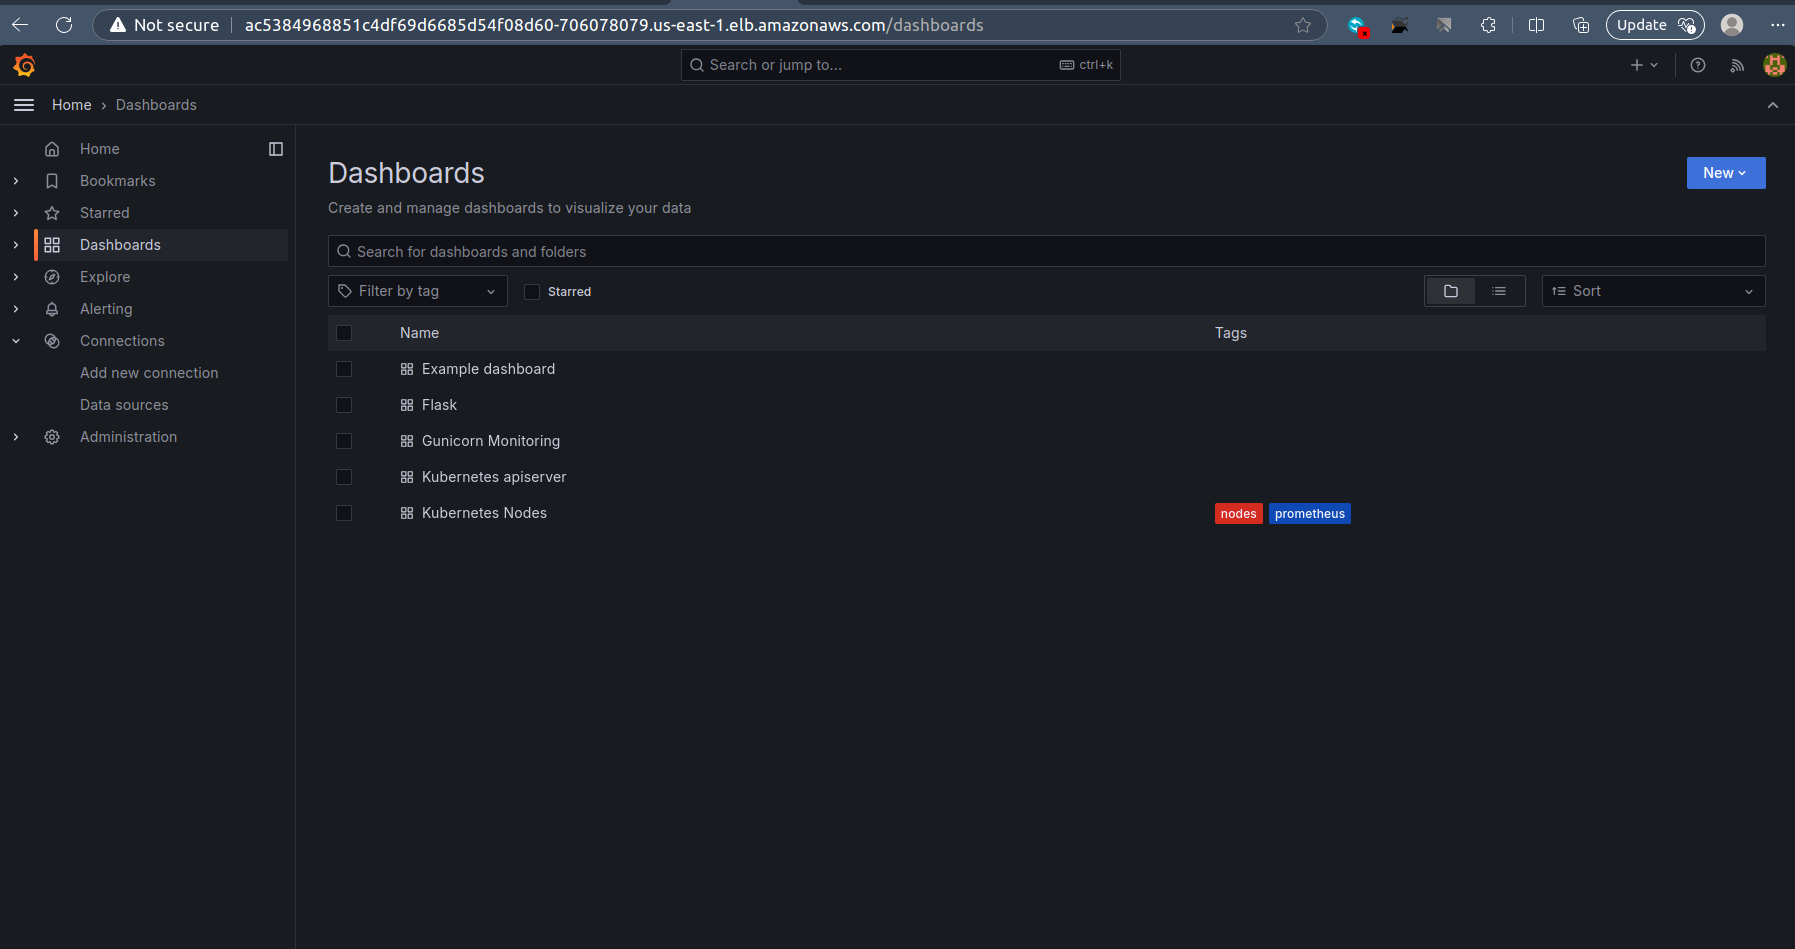 Not secure ac5384968851c4df69d6685d54f08d60-706078079.us-east-1.elb.amazonaws.com/dashboards Update
Search or jump to... ctrl+k
Home › Dashboards
Home
Bookmarks
Starred
Dashboards
Explore
Alerting
Connections
Add new connection
Data sources
Administration
Dashboards
New
Create and manage dashboards to visualize your data
Search for dashboards and folders
Filter by tag Starred Sort
Name Tags
Example dashboard
Flask
Gunicorn Monitoring
Kubernetes apiserver
Kubernetes Nodes nodes prometheus